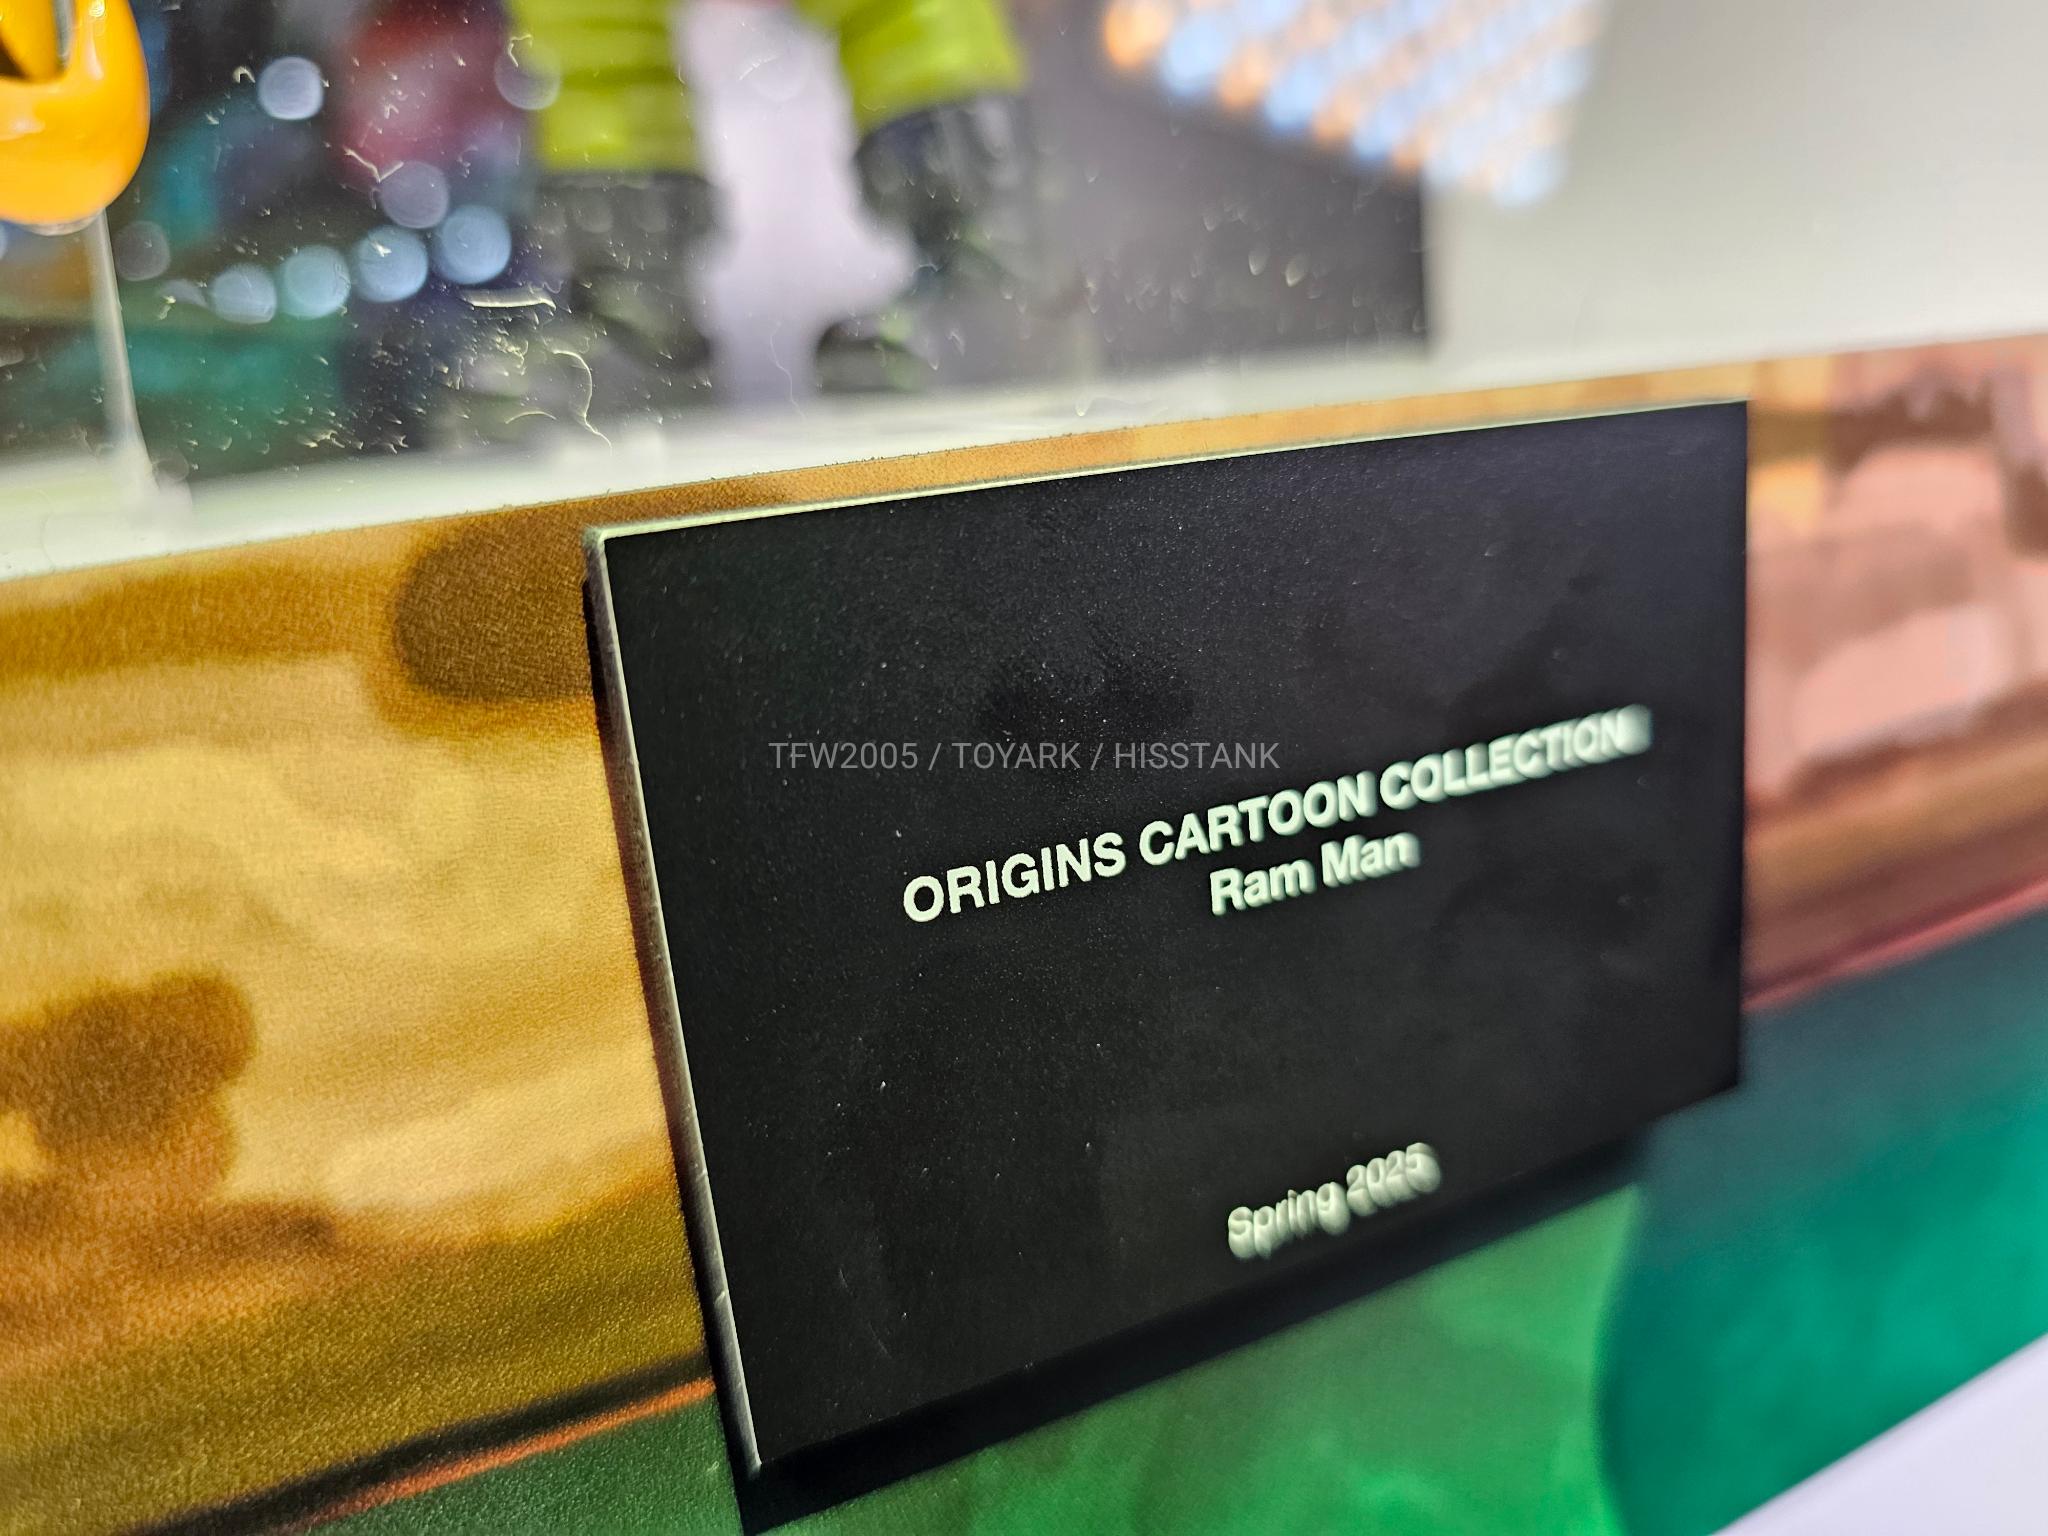 TFW2005 / TOYARK / HISSTANK
ORIGINS CARTOON COLLECTION
Ram Man
Spring 2025